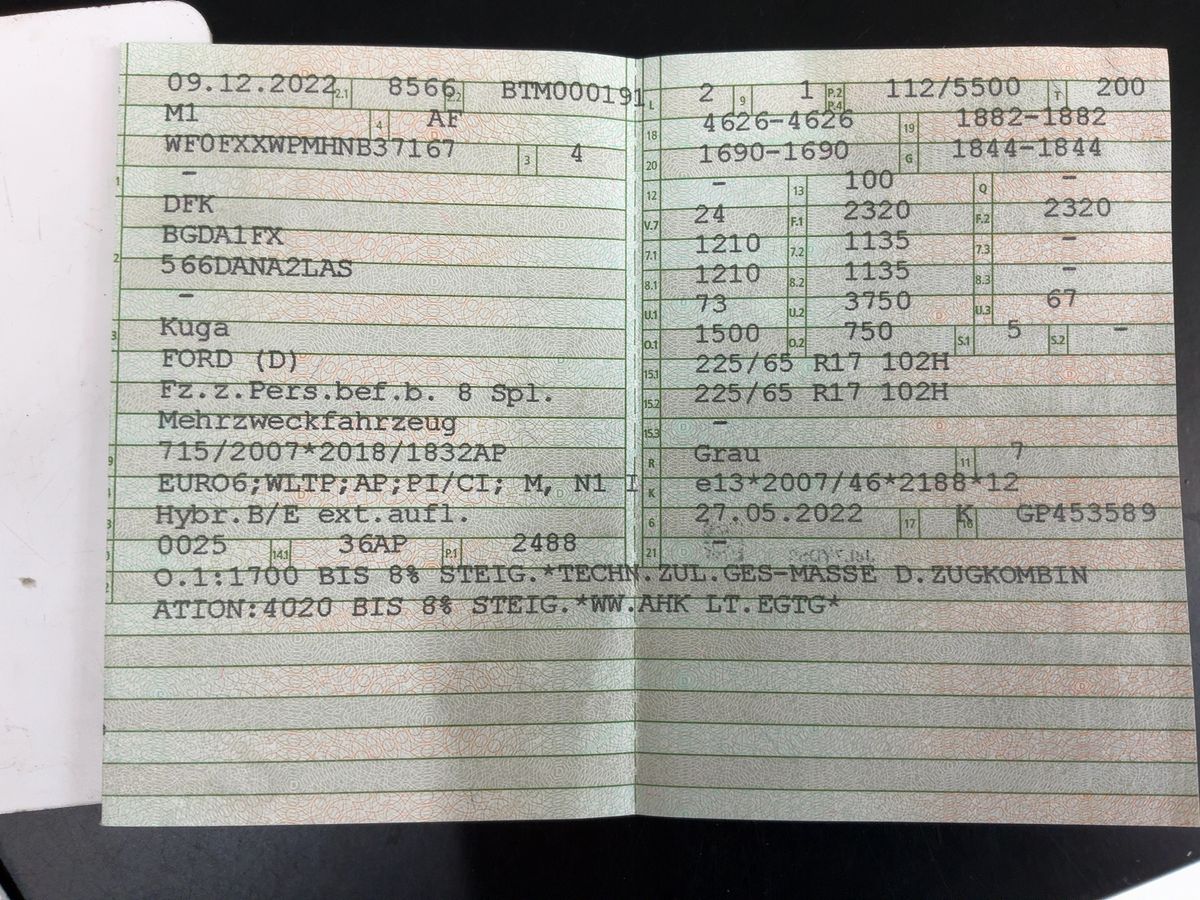 09.12.2022 2.1 8566 2.2 BTM000191
M1 4 AF
WF0FXXWPMHNB37167 3 4
–
DFK
BGDA1FX
566DANA2LAS
–
Kuga
FORD (D)
Fz.z.Pers.bef.b. 8 Spl.
Mehrzweckfahrzeug
715/2007*2018/1832AP
EURO6;WLTP;AP;PI/CI; M, N1 I
Hybr.B/E ext.aufl.
0025 14.1 36AP P.1 2488
L 2 9 1 P.2 P.4 112/5500 T 200
18 4626-4626 19 1882-1882
20 1690-1690 G 1844-1844
12 – 13 100 Q –
V.7 24 F.1 2320 F.2 2320
7.1 1210 7.2 1135 7.3 –
8.1 1210 8.2 1135 8.3 –
U.1 73 U.2 3750 U.3 67
O.1 1500 O.2 750 S.1 5 S.2 –
15.1 225/65 R17 102H
15.2 225/65 R17 102H
15.3 –
R Grau 11 7
K e13*2007/46*2188*12
6 27.05.2022 17 K 16 GP453589
21 –
O.1:1700 BIS 8% STEIG.*TECHN.ZUL.GES-MASSE D.ZUGKOMBIN
ATION:4020 BIS 8% STEIG.*WW.AHK LT.EGTG*